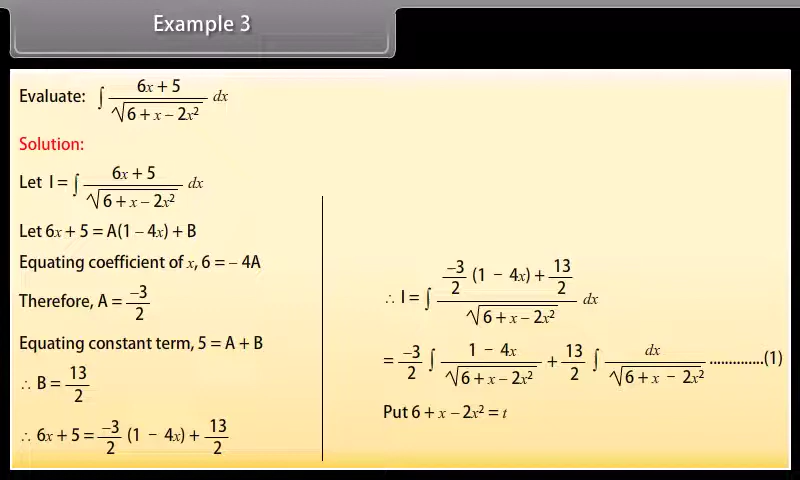 Example 3
Evaluate: ∫ (6x + 5)/√(6 + x – 2x²) dx
Solution:
Let I = ∫ (6x + 5)/√(6 + x – 2x²) dx
Let 6x + 5 = A(1 – 4x) + B
Equating coefficient of x, 6 = – 4A
Therefore, A = –3/2
Equating constant term, 5 = A + B
∴ B = 13/2
∴ 6x + 5 = –3/2 (1 – 4x) + 13/2
∴ I = ∫ (–3/2 (1 – 4x) + 13/2)/√(6 + x – 2x²) dx
= –3/2 ∫ (1 – 4x)/√(6 + x – 2x²) + 13/2 ∫ dx/√(6 + x – 2x²) ..............(1)
Put 6 + x – 2x² = t